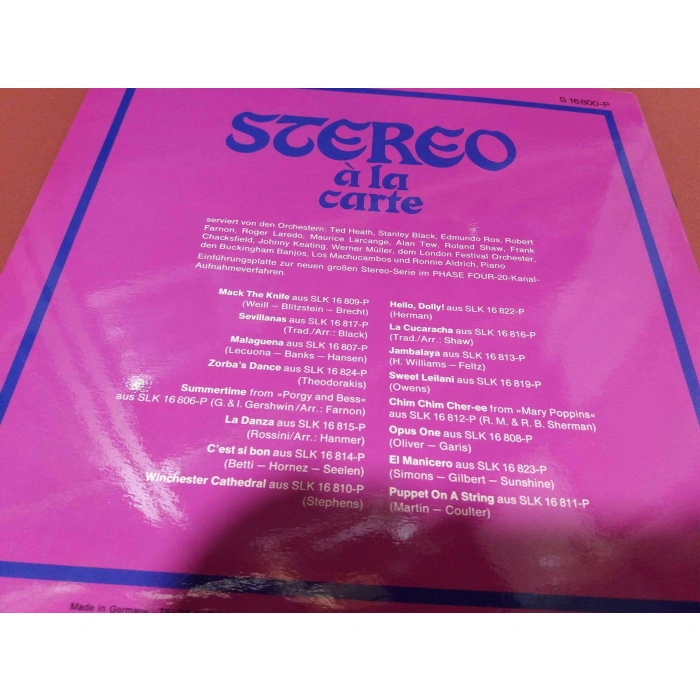 S 16800-P
STEREO
à la
carte
serviert von den Orchestern: Ted Heath, Stanley Black, Edmundo Ros, Robert
Farnon, Roger Laredo, Maurice Larcange, Alan Tew, Roland Shaw, Frank
Chacksfield, Johnny Keating, Werner Müller, dem London Festival Orchester,
den Buckingham Banjos, Los Machucambos und Ronnie Aldrich, Piano
Einführungsplatte zur neuen großen Stereo-Serie im PHASE FOUR-20-Kanal-
Aufnahmeverfahren.
Mack The Knife aus SLK 16 809-P
(Weill – Blitzstein – Brecht)
Sevillanas aus SLK 16 817-P
(Trad./Arr.: Black)
Malaguena aus SLK 16 807-P
(Lecuona – Banks – Hansen)
Zorba's Dance aus SLK 16 824-P
(Theodorakis)
Summertime from »Porgy and Bess«
aus SLK 16 806-P (G. & I. Gershwin/Arr.: Farnon)
La Danza aus SLK 16 815-P
(Rossini/Arr.: Hanmer)
C'est si bon aus SLK 16 814-P
(Betti – Hornez – Seelen)
Winchester Cathedral aus SLK 16 810-P
(Stephens)
Hello, Dolly! aus SLK 16 822-P
(Herman)
La Cucaracha aus SLK 16 816-P
(Trad./Arr.: Shaw)
Jambalaya aus SLK 16 813-P
(H. Williams – Feltz)
Sweet Leilani aus SLK 16 819-P
(Owens)
Chim Chim Cher-ee from »Mary Poppins«
aus SLK 16 812-P (R. M. & R. B. Sherman)
Opus One aus SLK 16 808-P
(Oliver – Garis)
El Manicero aus SLK 16 823-P
(Simons – Gilbert – Sunshine)
Puppet On A String aus SLK 16 811-P
(Martin – Coulter)
Made in Germany